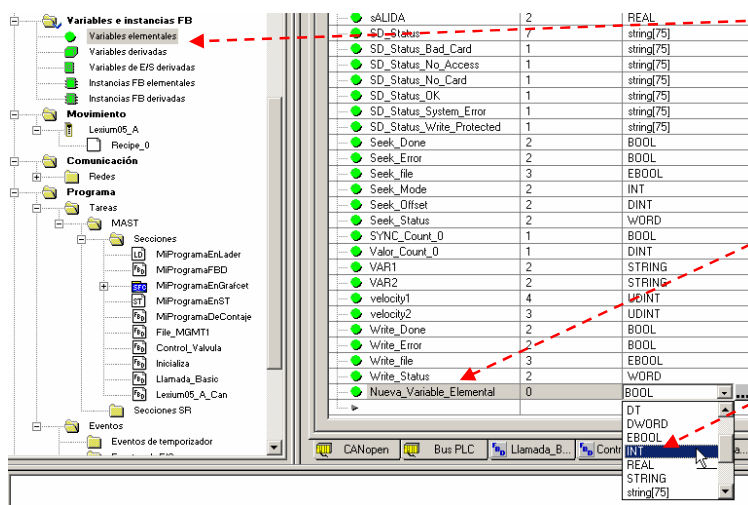 Variables e instancias FB
Variables elementales
Variables derivadas
Variables de E/S derivadas
Instancias FB elementales
Instancias FB derivadas
Movimiento
Lexium05_A
Recipe_0
Comunicación
Redes
Programa
Tareas
MAST
Secciones
MiProgramaEnLader
MiProgramaFBD
MiProgramaEnGrafcet
MiProgramaEnST
MiProgramaDeContaje
File_MGMT1
Control_Valvula
Inicializa
Llamada_Basic
Lexium05_A_Can
Secciones SR
Eventos
Eventos de temporizador
sALIDA 2 REAL
SD_Status 7 string[75]
SD_Status_Bad_Card 1 string[75]
SD_Status_No_Access 1 string[75]
SD_Status_No_Card 1 string[75]
SD_Status_OK 1 string[75]
SD_Status_System_Error 1 string[75]
SD_Status_Write_Protected 1 string[75]
Seek_Done 2 BOOL
Seek_Error 2 BOOL
Seek_file 3 EBOOL
Seek_Mode 2 INT
Seek_Offset 2 DINT
Seek_Status 2 WORD
SYNC_Count_0 1 BOOL
Valor_Count_0 1 DINT
VAR1 2 STRING
VAR2 2 STRING
velocity1 4 UDINT
velocity2 3 UDINT
Write_Done 2 BOOL
Write_Error 2 BOOL
Write_file 3 EBOOL
Write_Status 2 WORD
Nueva_Variable_Elemental 0 BOOL ...
DT
DWORD
EBOOL
INT
REAL
STRING
string[75]
CANopen Bus PLC Llamada_B... Contr